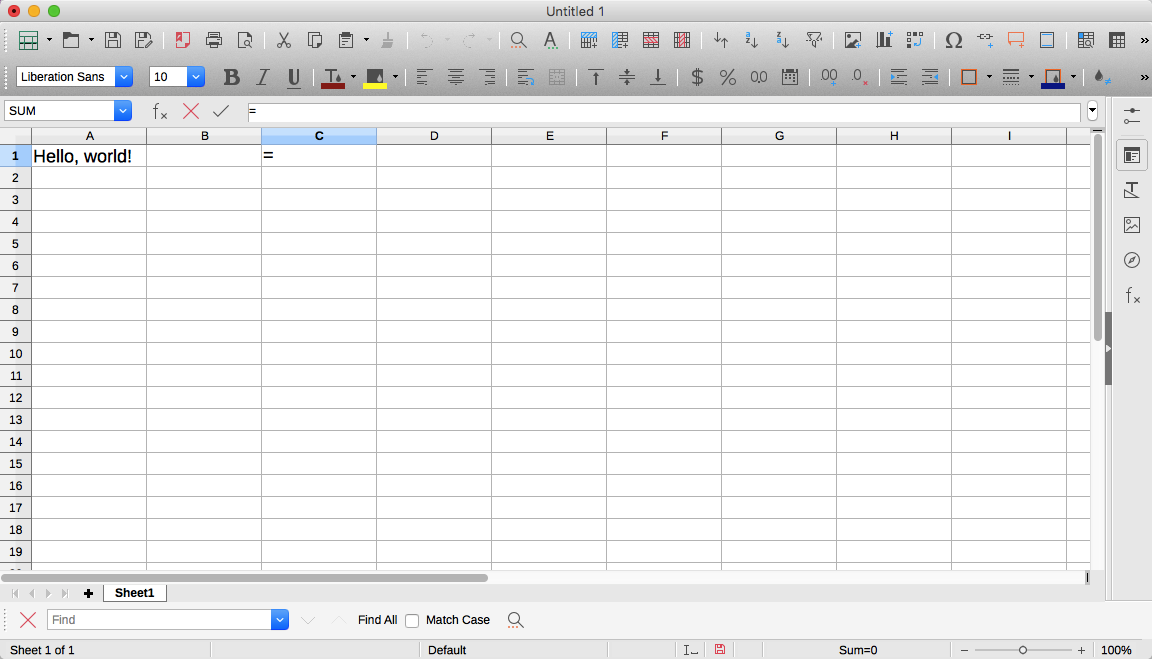 Untitled 1
Liberation Sans 10
SUM =
A B C D E F G H I
1 Hello, world! =
2
3
4
5
6
7
8
9
10
11
12
13
14
15
16
17
18
19
Sheet1
Find Find All Match Case
Sheet 1 of 1 Default Sum=0 100%